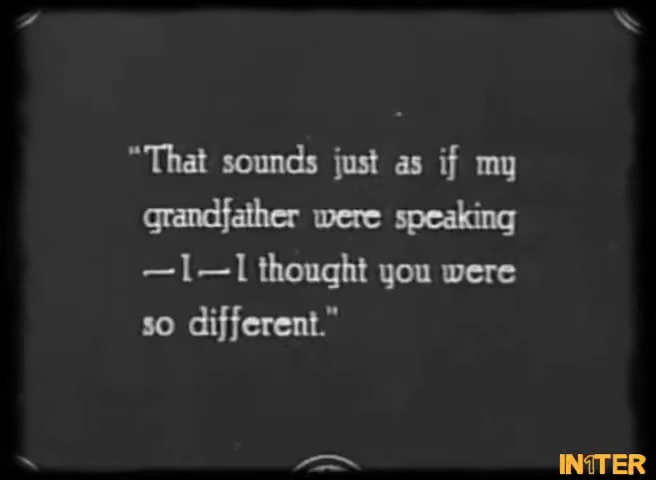 "That sounds just as if my
grandfather were speaking
—I—I thought you were
so different."
IN1TER